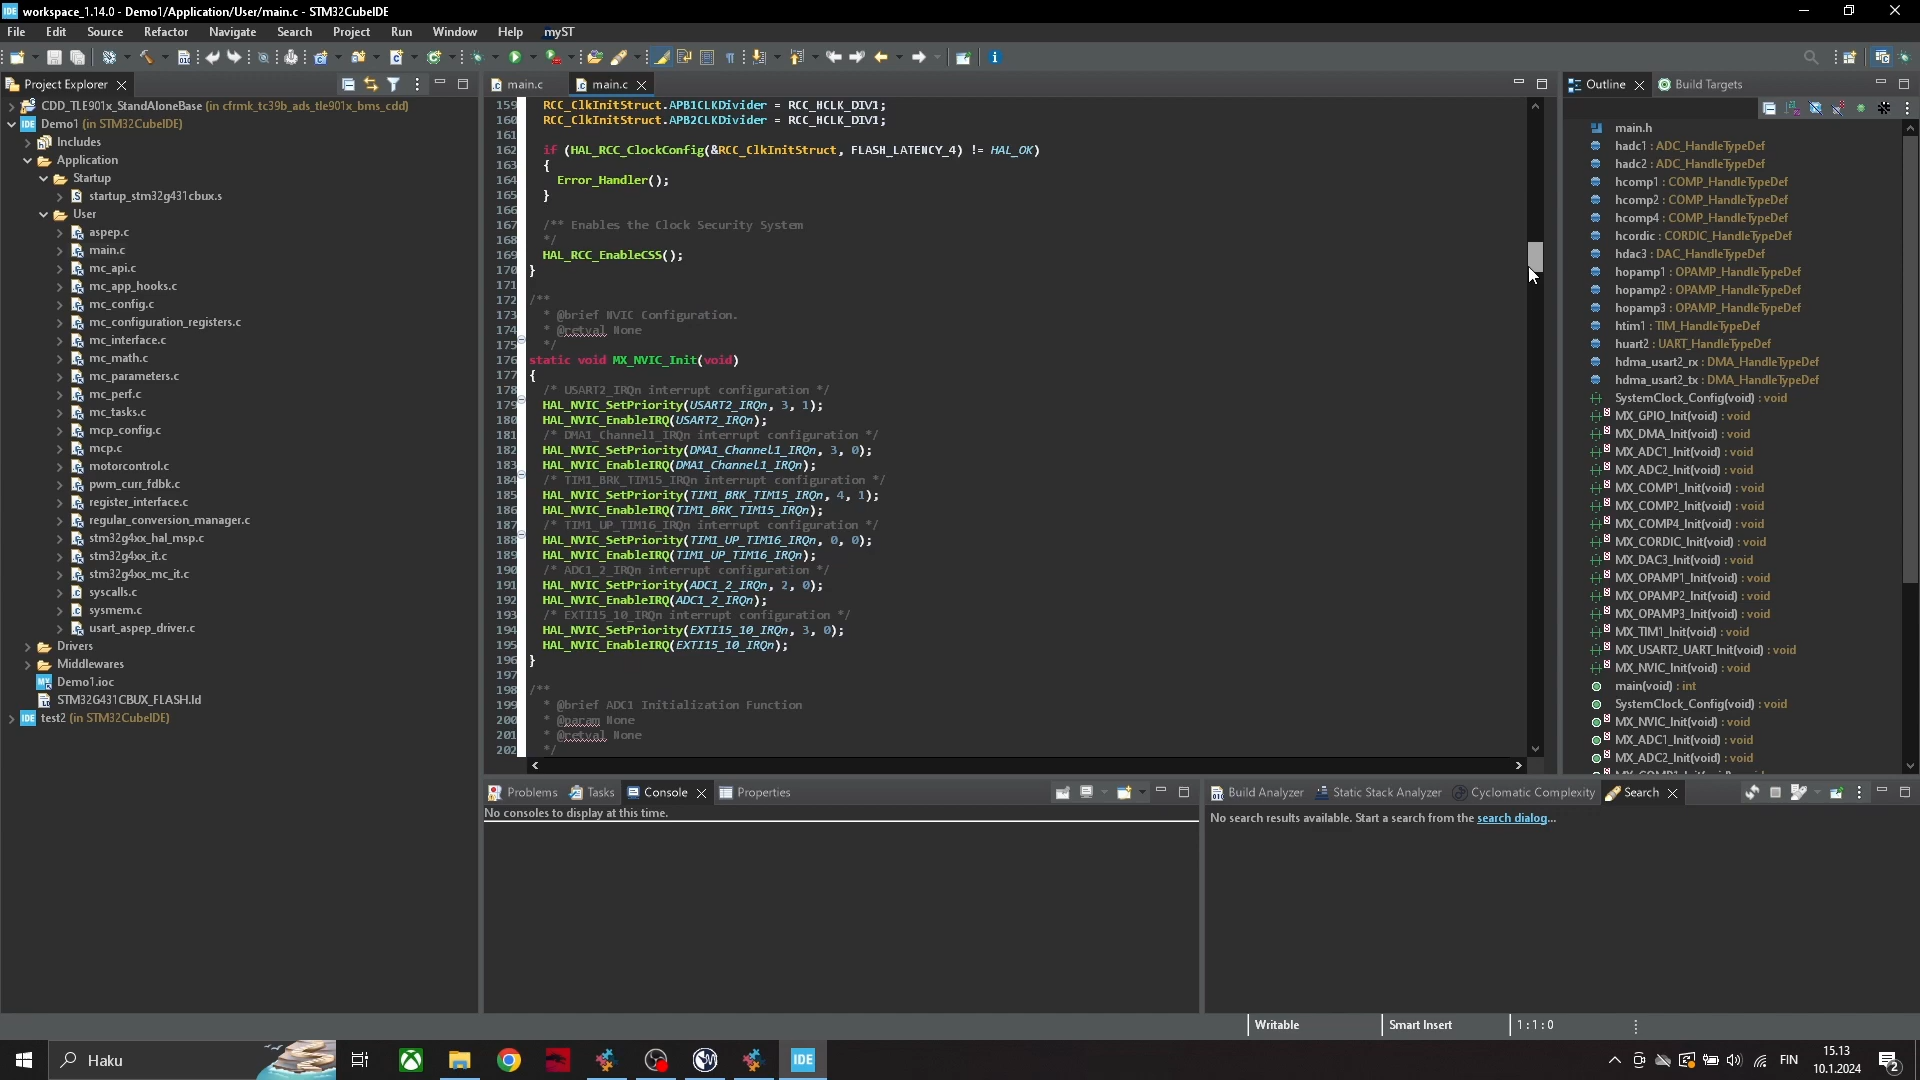 IDE workspace_1.14.0 - Demo1/Application/User/main.c - STM32CubeIDE
File Edit Source Refactor Navigate Search Project Run Window Help myST
Project Explorer
CDD_TLE901x_StandAloneBase (in cfrmk_tc39b_ads_tle901x_bms_cdd)
IDE Demo1 (in STM32CubeIDE)
Includes
Application
Startup
startup_stm32g431cbux.s
User
aspep.c
main.c
mc_api.c
mc_app_hooks.c
mc_config.c
mc_configuration_registers.c
mc_interface.c
mc_math.c
mc_parameters.c
mc_perf.c
mc_tasks.c
mcp_config.c
mcp.c
motorcontrol.c
pwm_curr_fdbk.c
register_interface.c
regular_conversion_manager.c
stm32g4xx_hal_msp.c
stm32g4xx_it.c
stm32g4xx_mc_it.c
syscalls.c
sysmem.c
usart_aspep_driver.c
Drivers
Middlewares
MX Demo1.ioc
STM32G431CBUX_FLASH.ld
IDE test2 (in STM32CubeIDE)
main.c main.c
159 RCC_ClkInitStruct.APB1CLKDivider = RCC_HCLK_DIV1;
160 RCC_ClkInitStruct.APB2CLKDivider = RCC_HCLK_DIV1;
161
162 if (HAL_RCC_ClockConfig(&RCC_ClkInitStruct, FLASH_LATENCY_4) != HAL_OK)
163 {
164 Error_Handler();
165 }
166
167 /** Enables the Clock Security System
168 */
169 HAL_RCC_EnableCSS();
170 }
171
172 /**
173 * @brief NVIC Configuration.
174 * @retval None
175 */
176 static void MX_NVIC_Init(void)
177 {
178 /* USART2_IRQn interrupt configuration */
179 HAL_NVIC_SetPriority(USART2_IRQn, 3, 1);
180 HAL_NVIC_EnableIRQ(USART2_IRQn);
181 /* DMA1_Channel1_IRQn interrupt configuration */
182 HAL_NVIC_SetPriority(DMA1_Channel1_IRQn, 3, 0);
183 HAL_NVIC_EnableIRQ(DMA1_Channel1_IRQn);
184 /* TIM1_BRK_TIM15_IRQn interrupt configuration */
185 HAL_NVIC_SetPriority(TIM1_BRK_TIM15_IRQn, 4, 1);
186 HAL_NVIC_EnableIRQ(TIM1_BRK_TIM15_IRQn);
187 /* TIM1_UP_TIM16_IRQn interrupt configuration */
188 HAL_NVIC_SetPriority(TIM1_UP_TIM16_IRQn, 0, 0);
189 HAL_NVIC_EnableIRQ(TIM1_UP_TIM16_IRQn);
190 /* ADC1_2_IRQn interrupt configuration */
191 HAL_NVIC_SetPriority(ADC1_2_IRQn, 2, 0);
192 HAL_NVIC_EnableIRQ(ADC1_2_IRQn);
193 /* EXTI15_10_IRQn interrupt configuration */
194 HAL_NVIC_SetPriority(EXTI15_10_IRQn, 3, 0);
195 HAL_NVIC_EnableIRQ(EXTI15_10_IRQn);
196 }
197
198 /**
199 * @brief ADC1 Initialization Function
200 * @param None
201 * @retval None
202 */
Outline Build Targets
main.h
hadc1 : ADC_HandleTypeDef
hadc2 : ADC_HandleTypeDef
hcomp1 : COMP_HandleTypeDef
hcomp2 : COMP_HandleTypeDef
hcomp4 : COMP_HandleTypeDef
hcordic : CORDIC_HandleTypeDef
hdac3 : DAC_HandleTypeDef
hopamp1 : OPAMP_HandleTypeDef
hopamp2 : OPAMP_HandleTypeDef
hopamp3 : OPAMP_HandleTypeDef
htim1 : TIM_HandleTypeDef
huart2 : UART_HandleTypeDef
hdma_usart2_rx : DMA_HandleTypeDef
hdma_usart2_tx : DMA_HandleTypeDef
SystemClock_Config(void) : void
MX_GPIO_Init(void) : void
MX_DMA_Init(void) : void
MX_ADC1_Init(void) : void
MX_ADC2_Init(void) : void
MX_COMP1_Init(void) : void
MX_COMP2_Init(void) : void
MX_COMP4_Init(void) : void
MX_CORDIC_Init(void) : void
MX_DAC3_Init(void) : void
MX_OPAMP1_Init(void) : void
MX_OPAMP2_Init(void) : void
MX_OPAMP3_Init(void) : void
MX_TIM1_Init(void) : void
MX_USART2_UART_Init(void) : void
MX_NVIC_Init(void) : void
main(void) : int
SystemClock_Config(void) : void
MX_NVIC_Init(void) : void
MX_ADC1_Init(void) : void
MX_ADC2_Init(void) : void
Problems Tasks Console Properties
No consoles to display at this time.
Build Analyzer Static Stack Analyzer Cyclomatic Complexity Search
No search results available. Start a search from the search dialog...
Writable Smart Insert 1 : 1 : 0
Haku IDE FIN 15.13
10.1.2024 2